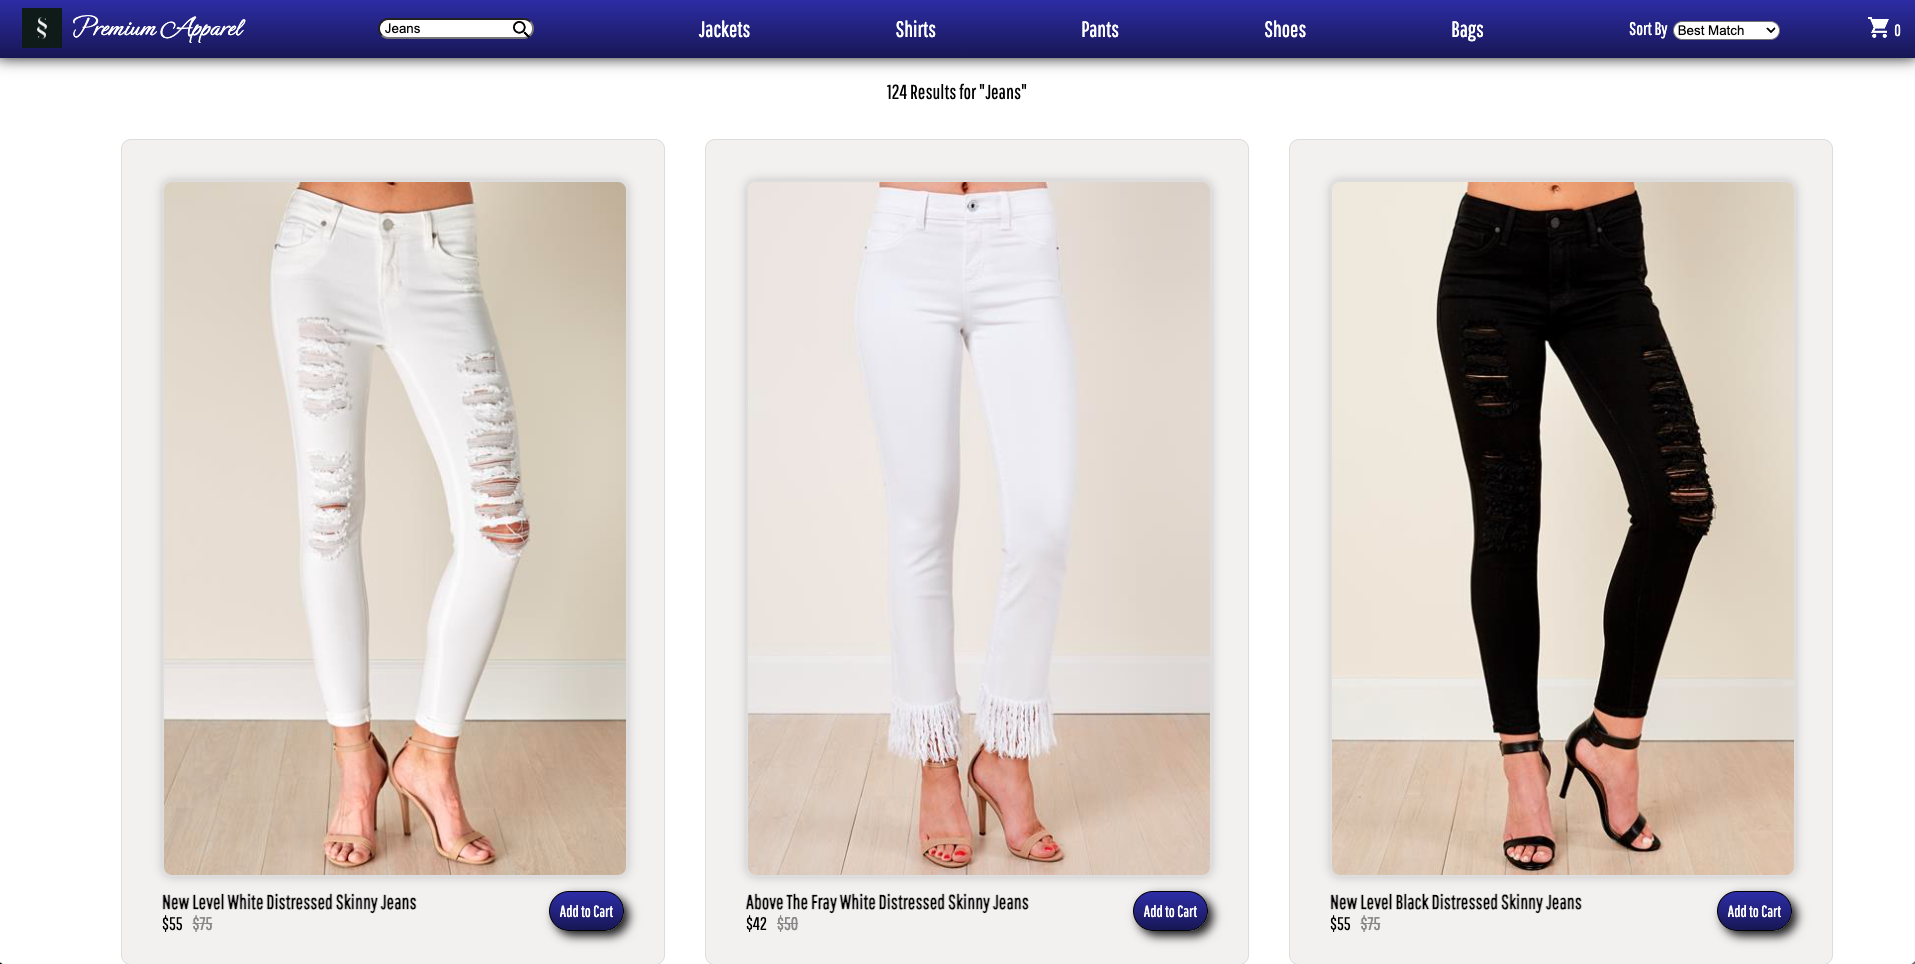 S Premium Apparel
Jeans
Jackets
Shirts
Pants
Shoes
Bags
Sort By Best Match
0
124 Results for "Jeans"
New Level White Distressed Skinny Jeans
$55 $75
Add to Cart
Above The Fray White Distressed Skinny Jeans
$42 $50
Add to Cart
New Level Black Distressed Skinny Jeans
$55 $75
Add to Cart